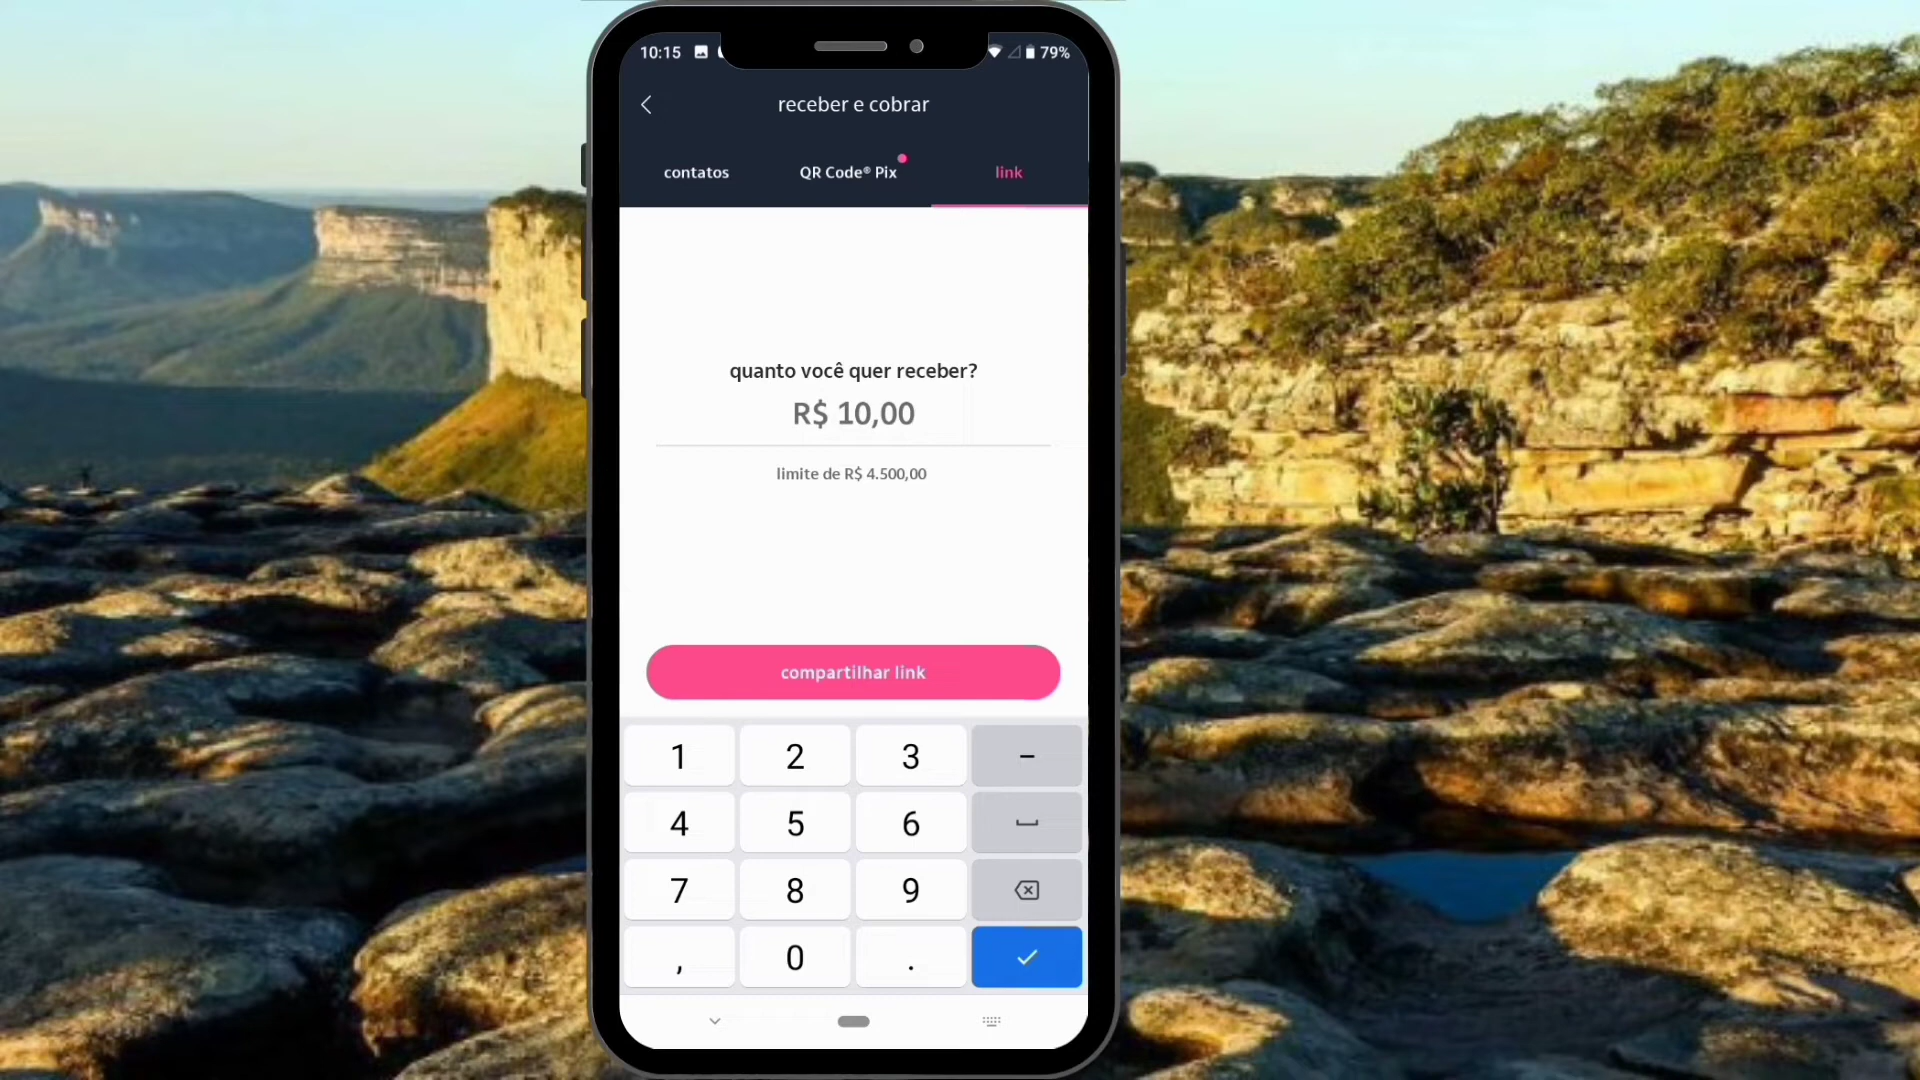 10:15
79%
receber e cobrar
contatos
QR Code® Pix
link
quanto você quer receber?
R$ 10,00
limite de R$ 4.500,00
compartilhar link
1 2 3 −
4 5 6
7 8 9
, 0 .